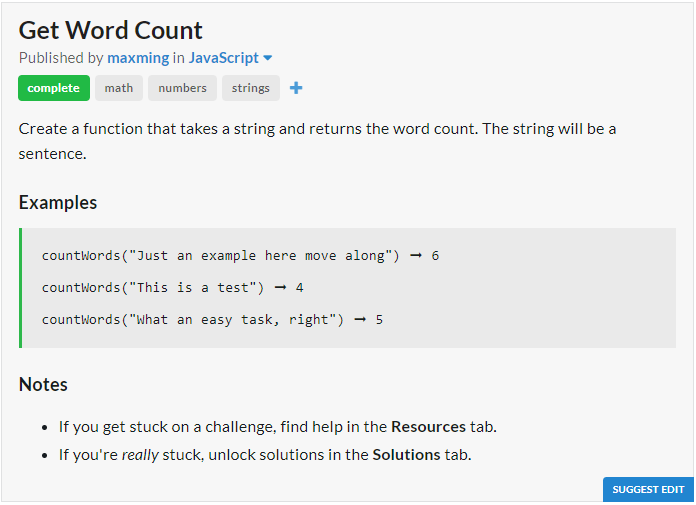 Get Word Count
Published by maxming in JavaScript
complete math numbers strings +
Create a function that takes a string and returns the word count. The string will be a
sentence.
Examples
countWords("Just an example here move along") ➞ 6
countWords("This is a test") ➞ 4
countWords("What an easy task, right") ➞ 5
Notes
• If you get stuck on a challenge, find help in the Resources tab.
• If you're really stuck, unlock solutions in the Solutions tab.
SUGGEST EDIT